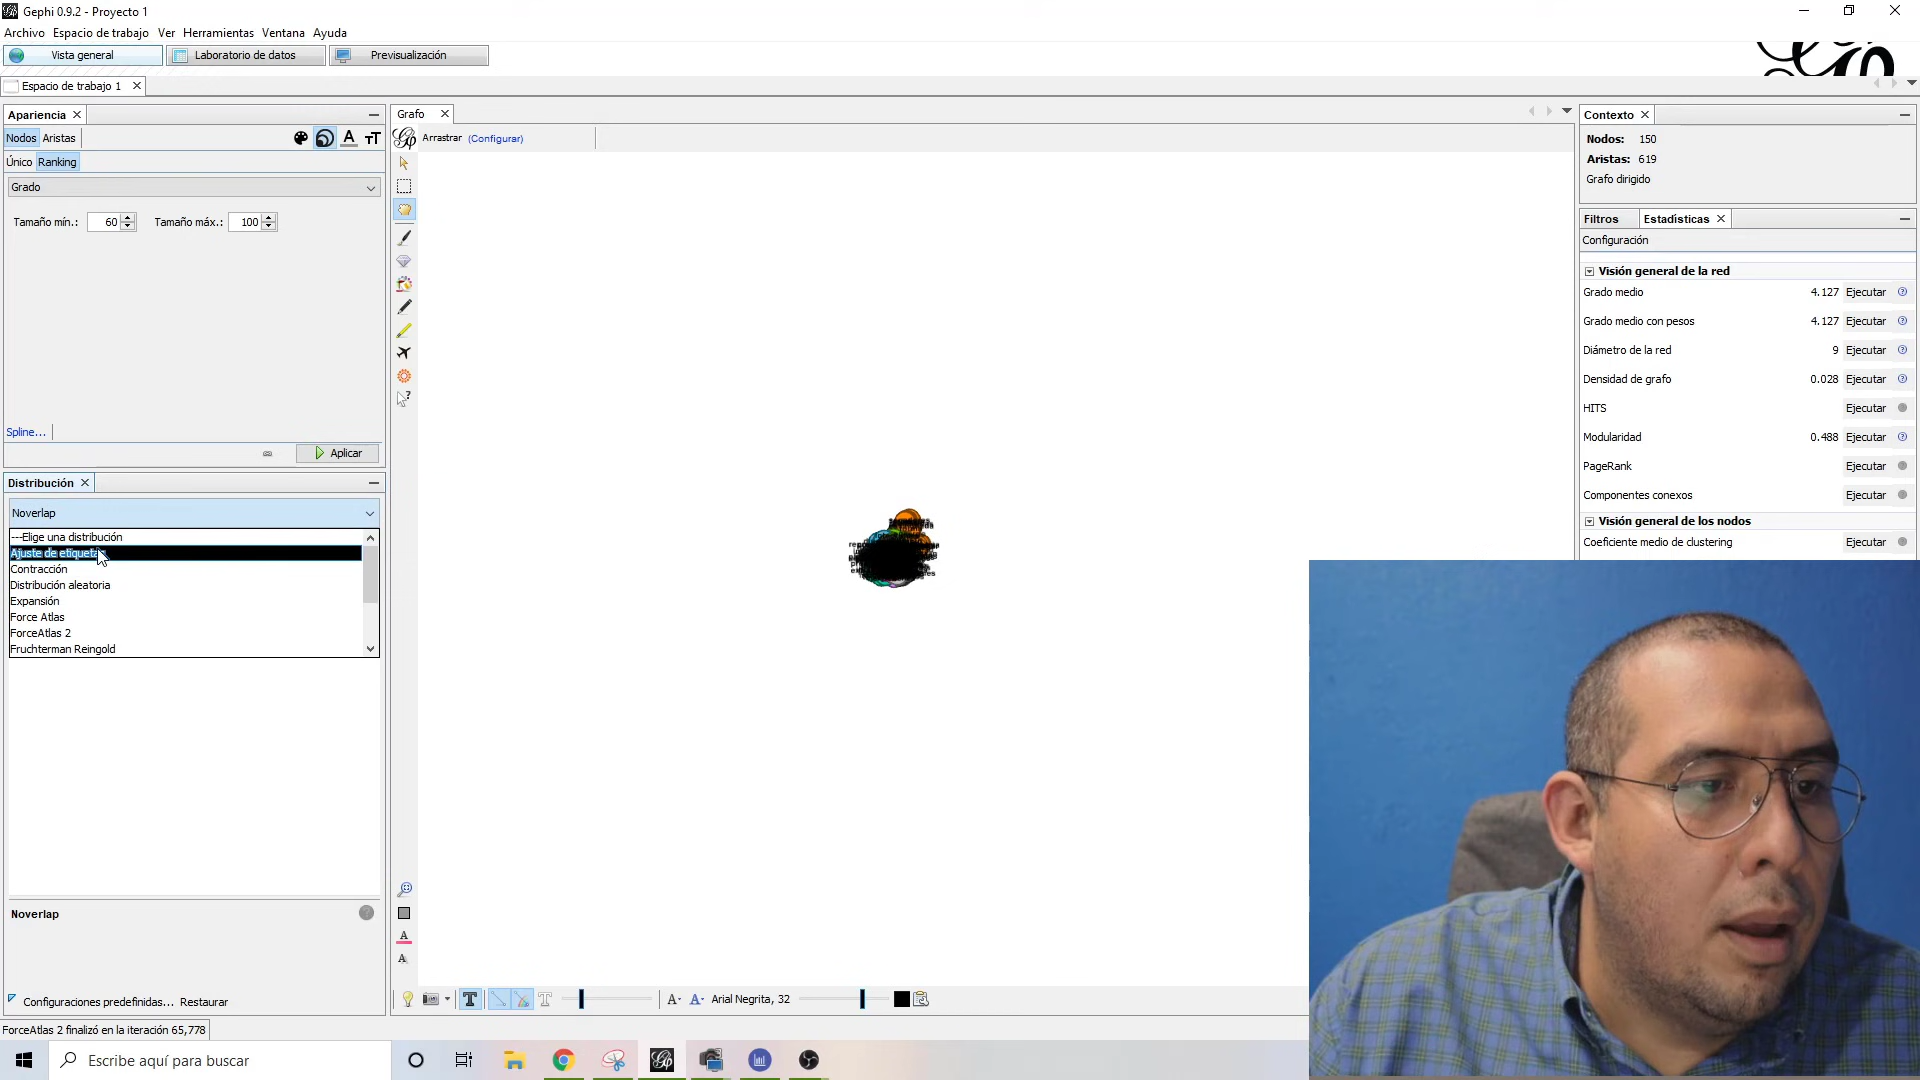 Gephi 0.9.2 - Proyecto 1
Archivo Espacio de trabajo Ver Herramientas Ventana Ayuda
Vista general Laboratorio de datos Previsualización
Espacio de trabajo 1
Apariencia
Nodos Aristas
Único Ranking
Grado
Tamaño mín.: 60 Tamaño máx.: 100
Spline...
Aplicar
Distribución
Noverlap
---Elige una distribución
Ajuste de etiquetas
Contracción
Distribución aleatoria
Expansión
Force Atlas
ForceAtlas 2
Fruchterman Reingold
Noverlap
Configuraciones predefinidas... Restaurar
ForceAtlas 2 finalizó en la iteración 65,778
Grafo
Arrastrar (Configurar)
Arial Negrita, 32
Contexto
Nodos: 150
Aristas: 619
Grafo dirigido
Filtros Estadísticas
Configuración
Visión general de la red
Grado medio 4.127 Ejecutar
Grado medio con pesos 4.127 Ejecutar
Diámetro de la red 9 Ejecutar
Densidad de grafo 0.028 Ejecutar
HITS Ejecutar
Modularidad 0.488 Ejecutar
PageRank Ejecutar
Componentes conexos Ejecutar
Visión general de los nodos
Coeficiente medio de clustering Ejecutar
Escribe aquí para buscar